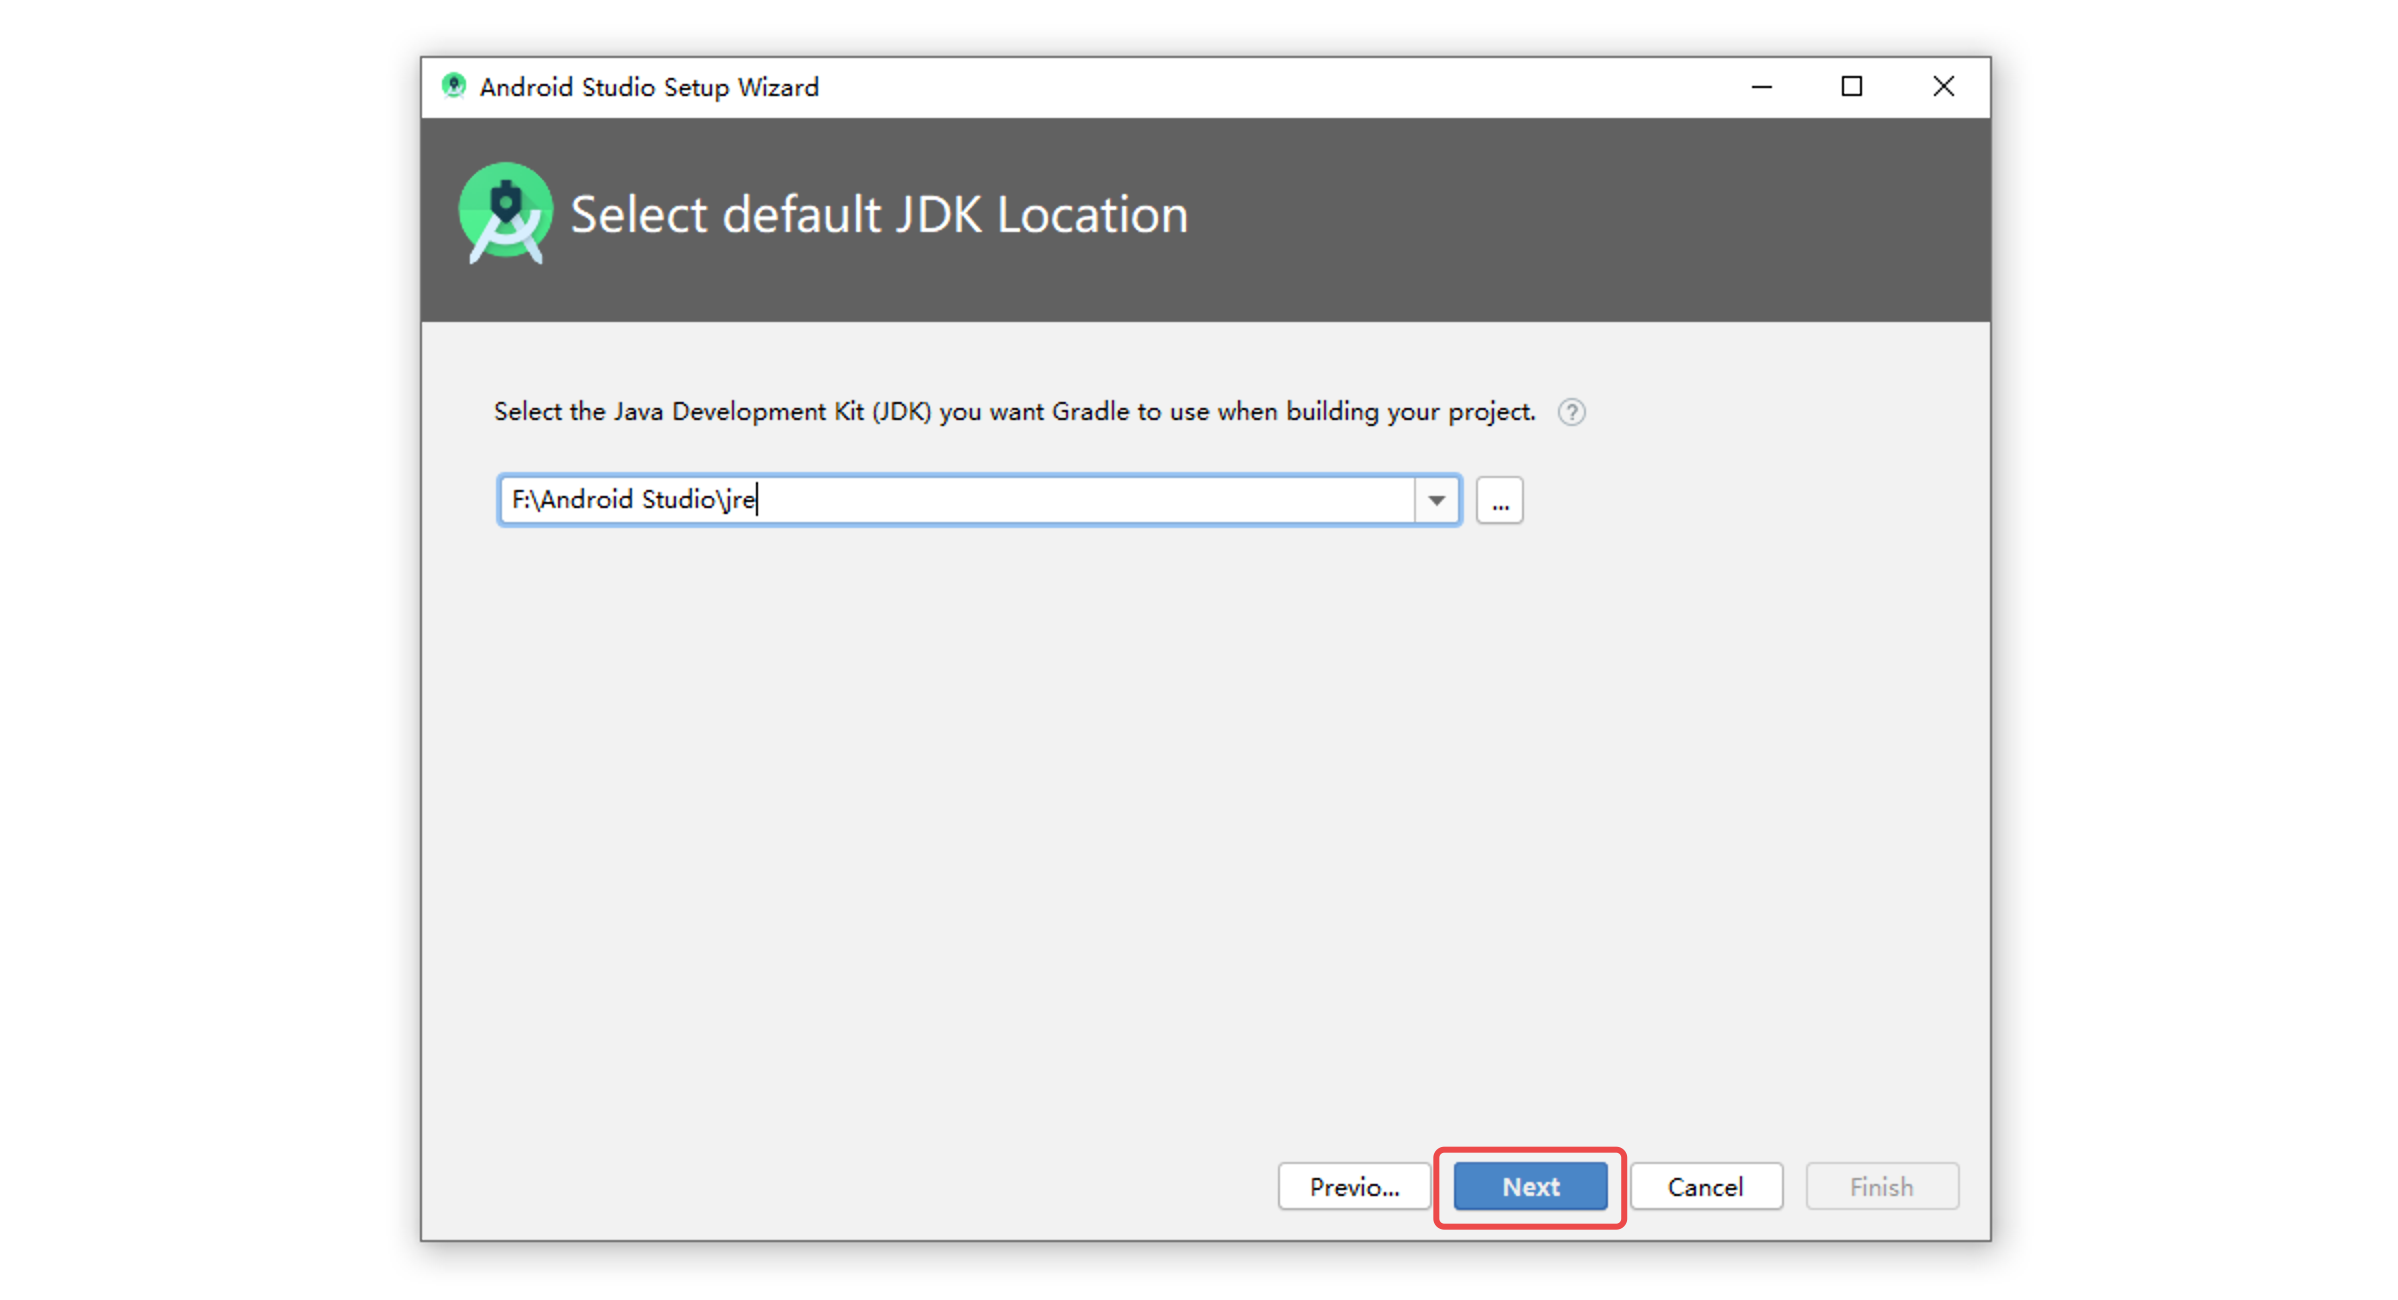 Android Studio Setup Wizard
Select default JDK Location
Select the Java Development Kit (JDK) you want Gradle to use when building your project. ?
F:\Android Studio\jre ...
Previo... Next Cancel Finish